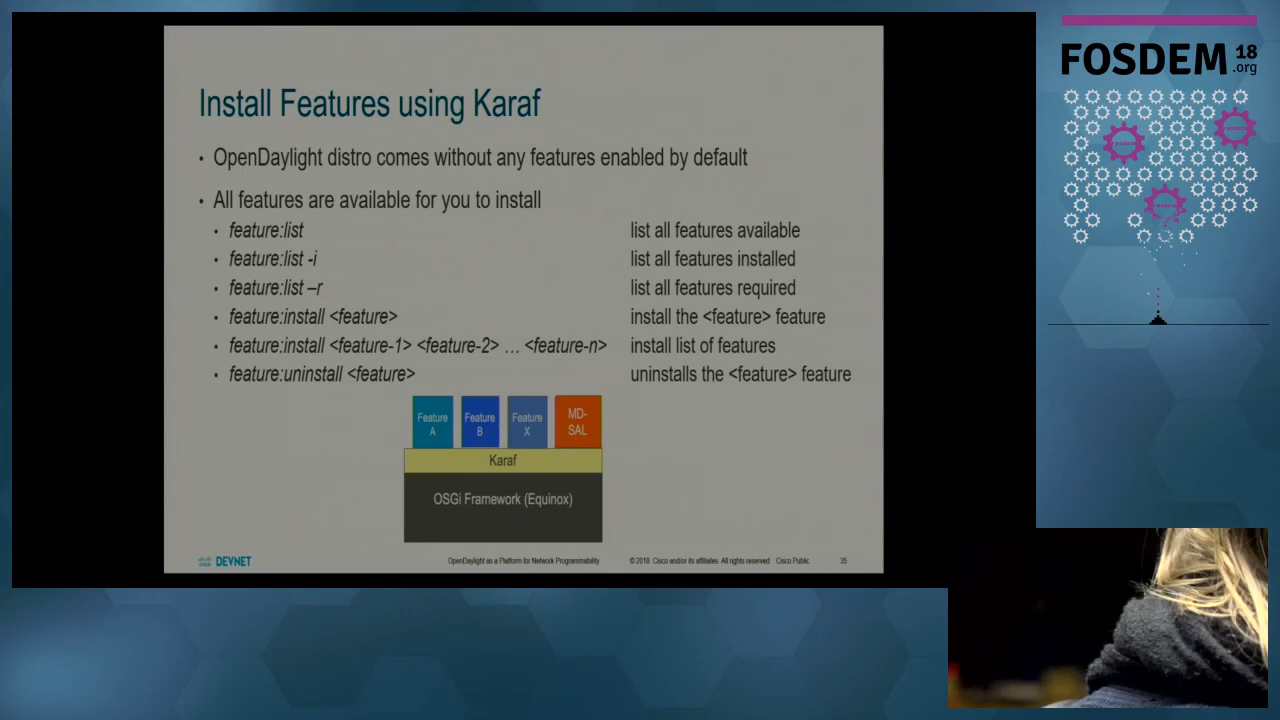 FOSDEM 18 .org
Install Features using Karaf
• OpenDaylight distro comes without any features enabled by default
• All features are available for you to install
• feature:list list all features available
• feature:list -i list all features installed
• feature:list –r list all features required
• feature:install <feature> install the <feature> feature
• feature:install <feature-1> <feature-2> … <feature-n> install list of features
• feature:uninstall <feature> uninstalls the <feature> feature
Feature A
Feature B
Feature X
MD-SAL
Karaf
OSGi Framework (Equinox)
DEVNET
OpenDaylight as a Platform for Network Programmability
© 2018 Cisco and/or its affiliates. All rights reserved. Cisco Public
35